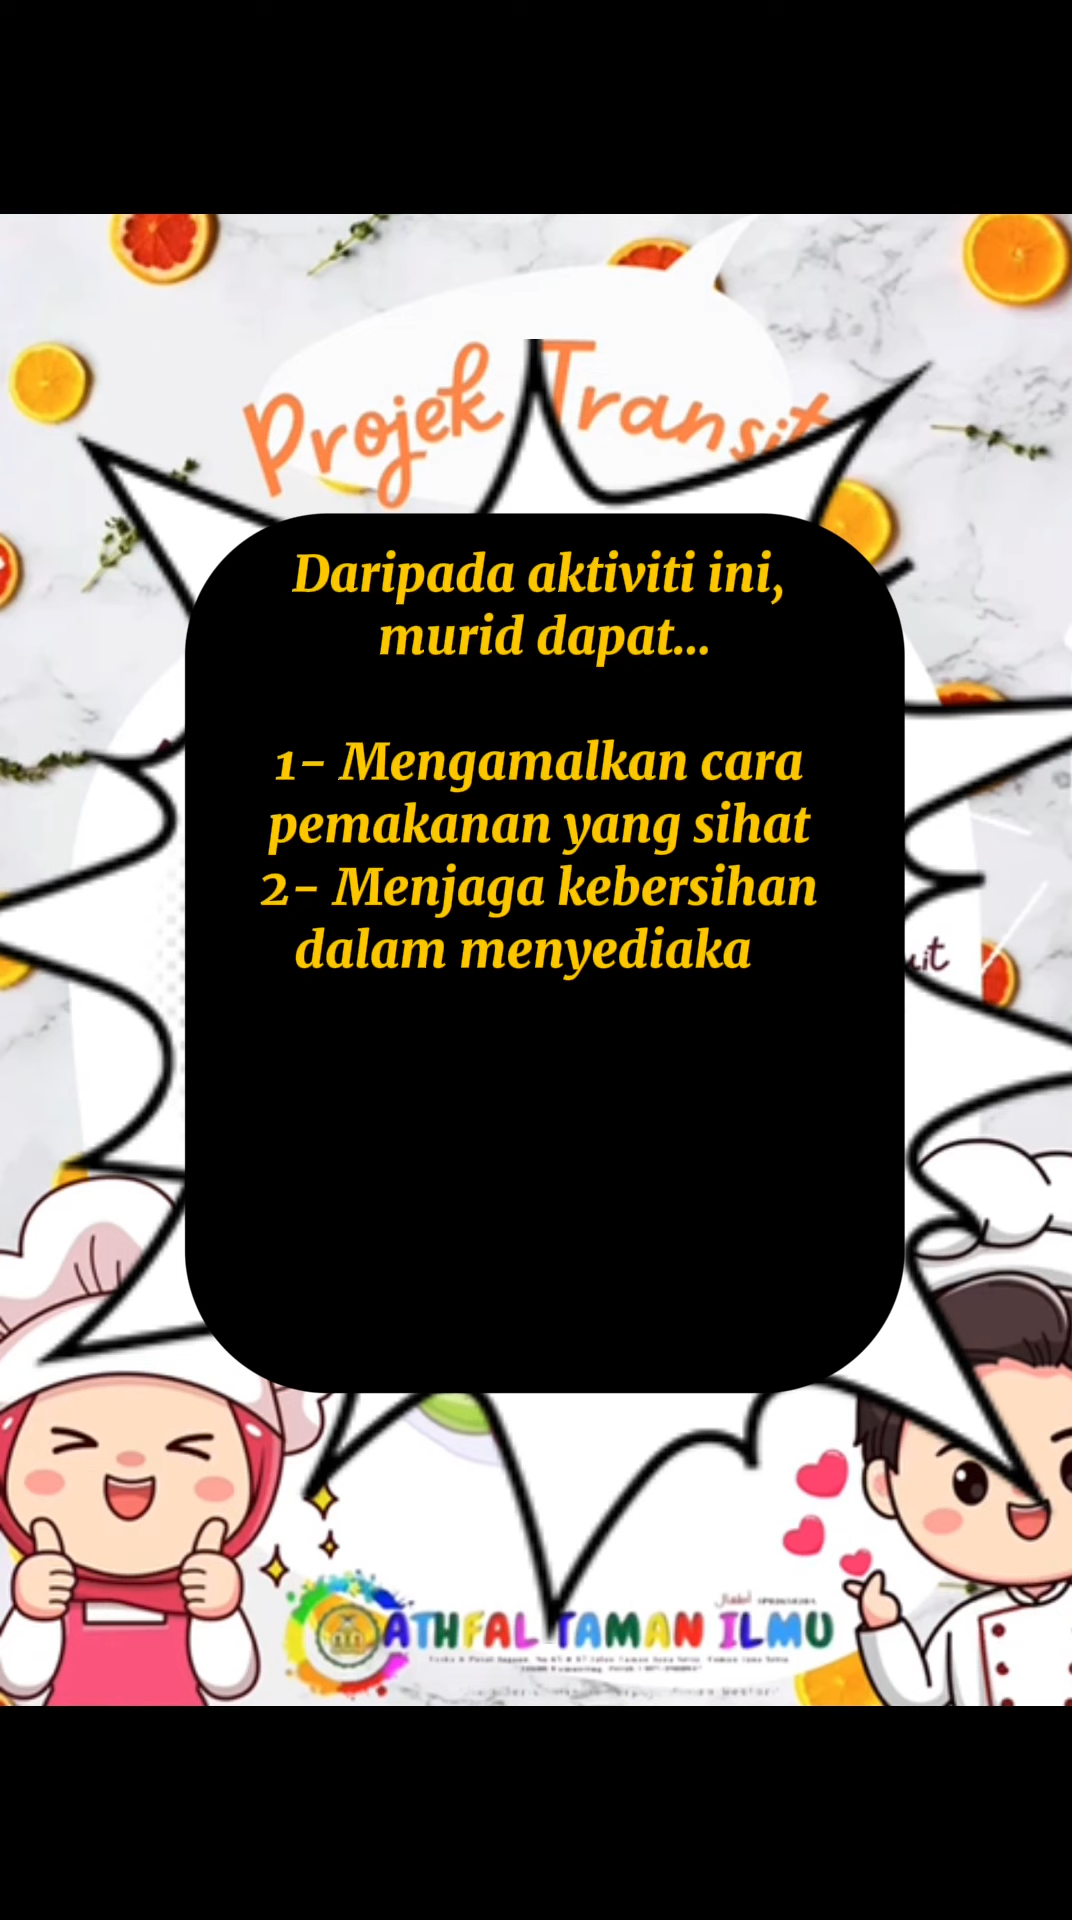 Projek Transit
Daripada aktiviti ini,
murid dapat...
1- Mengamalkan cara
pemakanan yang sihat
2- Menjaga kebersihan
dalam menyediaka
ATHFAL TAMAN ILMU